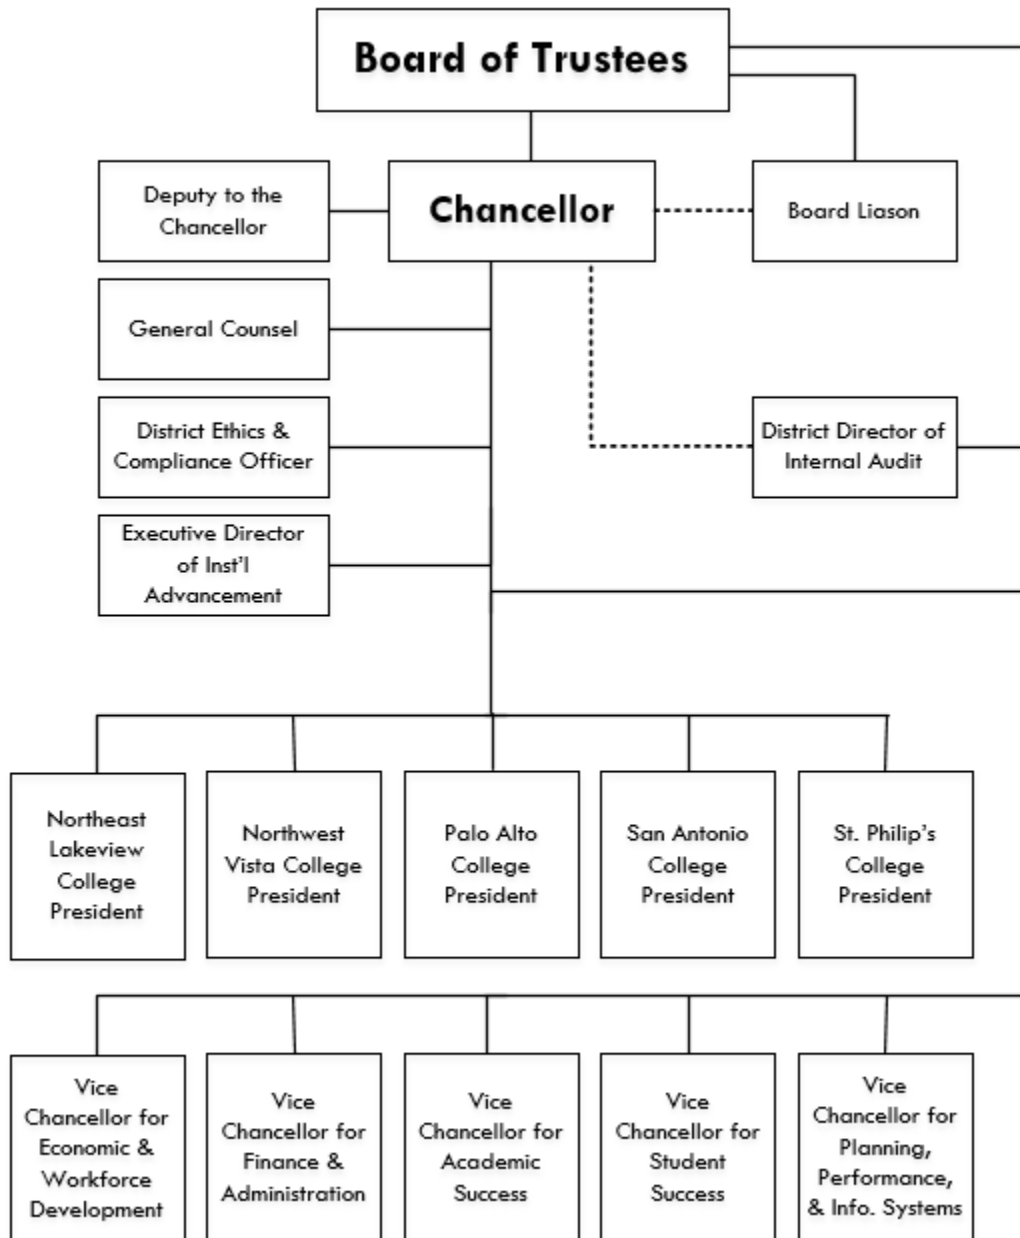 Board of Trustees
Deputy to the
Chancellor
Chancellor
Board Liason
General Counsel
District Ethics &
Compliance Officer
District Director of
Internal Audit
Executive Director
of Inst'l
Advancement
Northeast
Lakeview
College
President
Northwest
Vista College
President
Palo Alto
College
President
San Antonio
College
President
St. Philip's
College
President
Vice
Chancellor for
Economic &
Workforce
Development
Vice
Chancellor for
Finance &
Administration
Vice
Chancellor for
Academic
Success
Vice
Chancellor for
Student
Success
Vice
Chancellor for
Planning,
Performance,
& Info. Systems